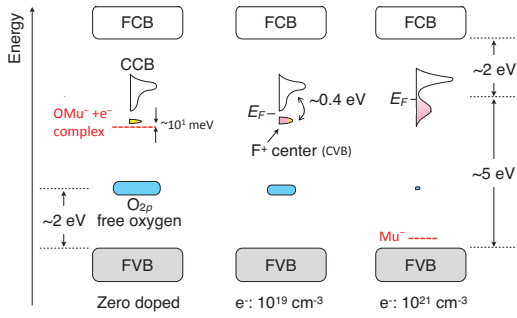 Energy
FCB
FCB
FCB
CCB
OMu⁻ +e⁻
complex
~10¹ meV
E_F
~0.4 eV
E_F
~2 eV
F⁺ center (CVB)
~5 eV
~2 eV
O₂p
free oxygen
Mu⁻
FVB
FVB
FVB
Zero doped
e⁻: 10¹⁹ cm⁻³
e⁻: 10²¹ cm⁻³